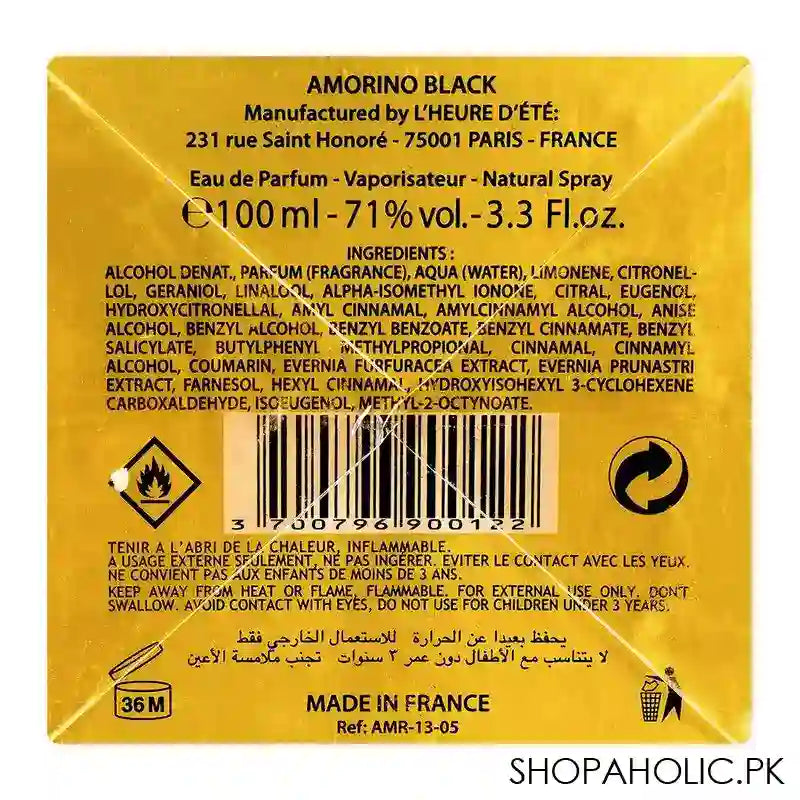 AMORINO BLACK
Manufactured by L'HEURE D'ÉTÉ:
231 rue Saint Honoré - 75001 PARIS - FRANCE
Eau de Parfum - Vaporisateur - Natural Spray
℮100 ml - 71% vol.- 3.3 Fl.oz.
INGREDIENTS :
ALCOHOL DENAT., PARFUM (FRAGRANCE), AQUA (WATER), LIMONENE, CITRONEL-
LOL, GERANIOL, LINALOOL, ALPHA-ISOMETHYL IONONE, CITRAL, EUGENOL,
HYDROXYCITRONELLAL, AMYL CINNAMAL, AMYLCINNAMYL ALCOHOL, ANISE
ALCOHOL, BENZYL ALCOHOL, BENZYL BENZOATE, BENZYL CINNAMATE, BENZYL
SALICYLATE, BUTYLPHENYL METHYLPROPIONAL, CINNAMAL, CINNAMYL
ALCOHOL, COUMARIN, EVERNIA FURFURACEA EXTRACT, EVERNIA PRUNASTRI
EXTRACT, FARNESOL, HEXYL CINNAMAL, HYDROXYISOHEXYL 3-CYCLOHEXENE
CARBOXALDEHYDE, ISOEUGENOL, METHYL-2-OCTYNOATE.
3 700796 900122
TENIR A L'ABRI DE LA CHALEUR, INFLAMMABLE.
A USAGE EXTERNE SEULEMENT, NE PAS INGÉRER. EVITER LE CONTACT AVEC LES YEUX.
NE CONVIENT PAS AUX ENFANTS DE MOINS DE 3 ANS.
KEEP AWAY FROM HEAT OR FLAME, FLAMMABLE. FOR EXTERNAL USE ONLY. DON'T
SWALLOW. AVOID CONTACT WITH EYES, DO NOT USE FOR CHILDREN UNDER 3 YEARS.
يحفظ بعيدا عن الحرارة للاستعمال الخارجي فقط
لا يتناسب مع الأطفال دون عمر ٣ سنوات تجنب ملامسة الأعين
36 M
MADE IN FRANCE
Ref: AMR-13-05
SHOPAHOLIC.PK